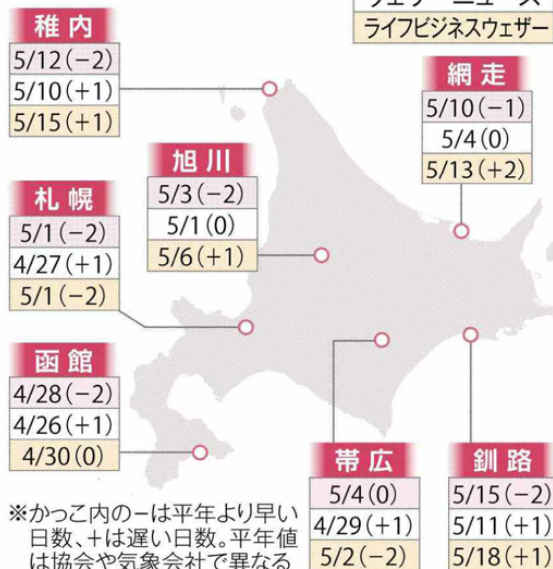 ウェザーニューズ
ライフビジネスウェザー
稚内
5/12(−2)
5/10(+1)
5/15(+1)
網走
5/10(−1)
5/4(0)
5/13(+2)
旭川
5/3(−2)
5/1(0)
5/6(+1)
札幌
5/1(−2)
4/27(+1)
5/1(−2)
函館
4/28(−2)
4/26(+1)
4/30(0)
帯広
5/4(0)
4/29(+1)
5/2(−2)
釧路
5/15(−2)
5/11(+1)
5/18(+1)
※かっこ内の−は平年より早い
日数、+は遅い日数。平年値
は協会や気象会社で異なる